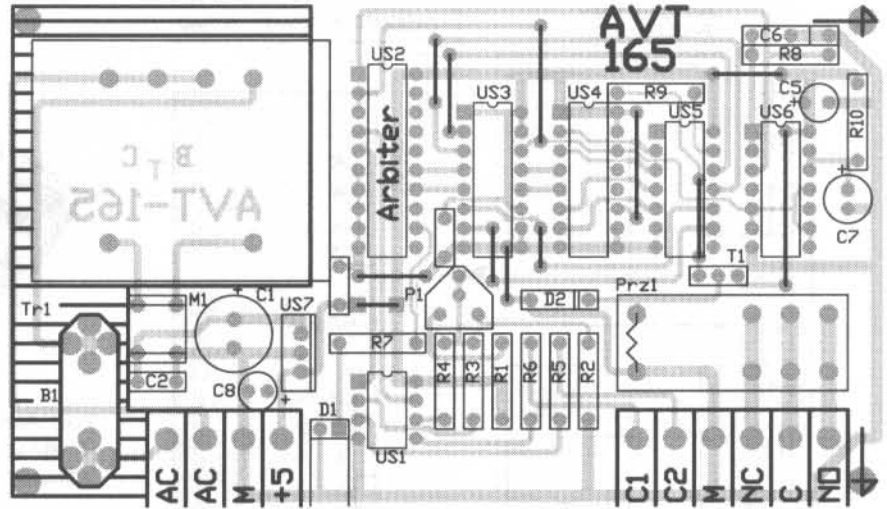 AVT
165
C6
R8
US2
US3
US4
R9
US5
C5
US6
R10
Arbiter
B T C
AVT-165
C7
T1
Tr1
M1
C1
US7
P1
D2
Prz1
R7
C2
C8
B1
R4
R3
R1
R6
R5
R2
D1
US1
AC
AC
M
+5
C1
C2
M
NC
C
NO